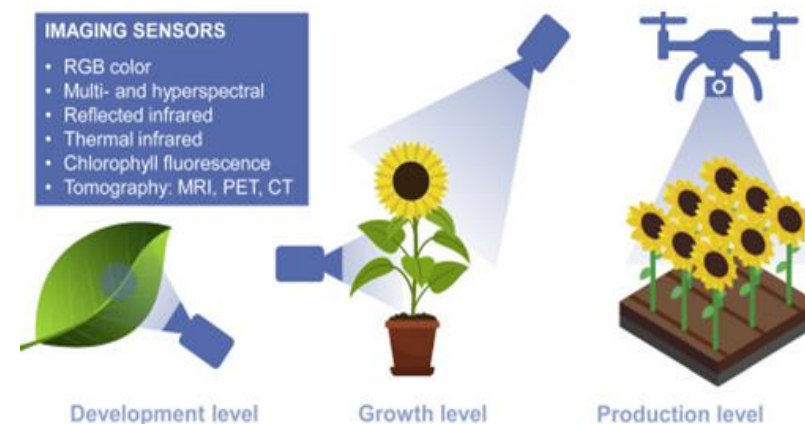 IMAGING SENSORS
• RGB color
• Multi- and hyperspectral
• Reflected infrared
• Thermal infrared
• Chlorophyll fluorescence
• Tomography: MRI, PET, CT
Development level
Growth level
Production level